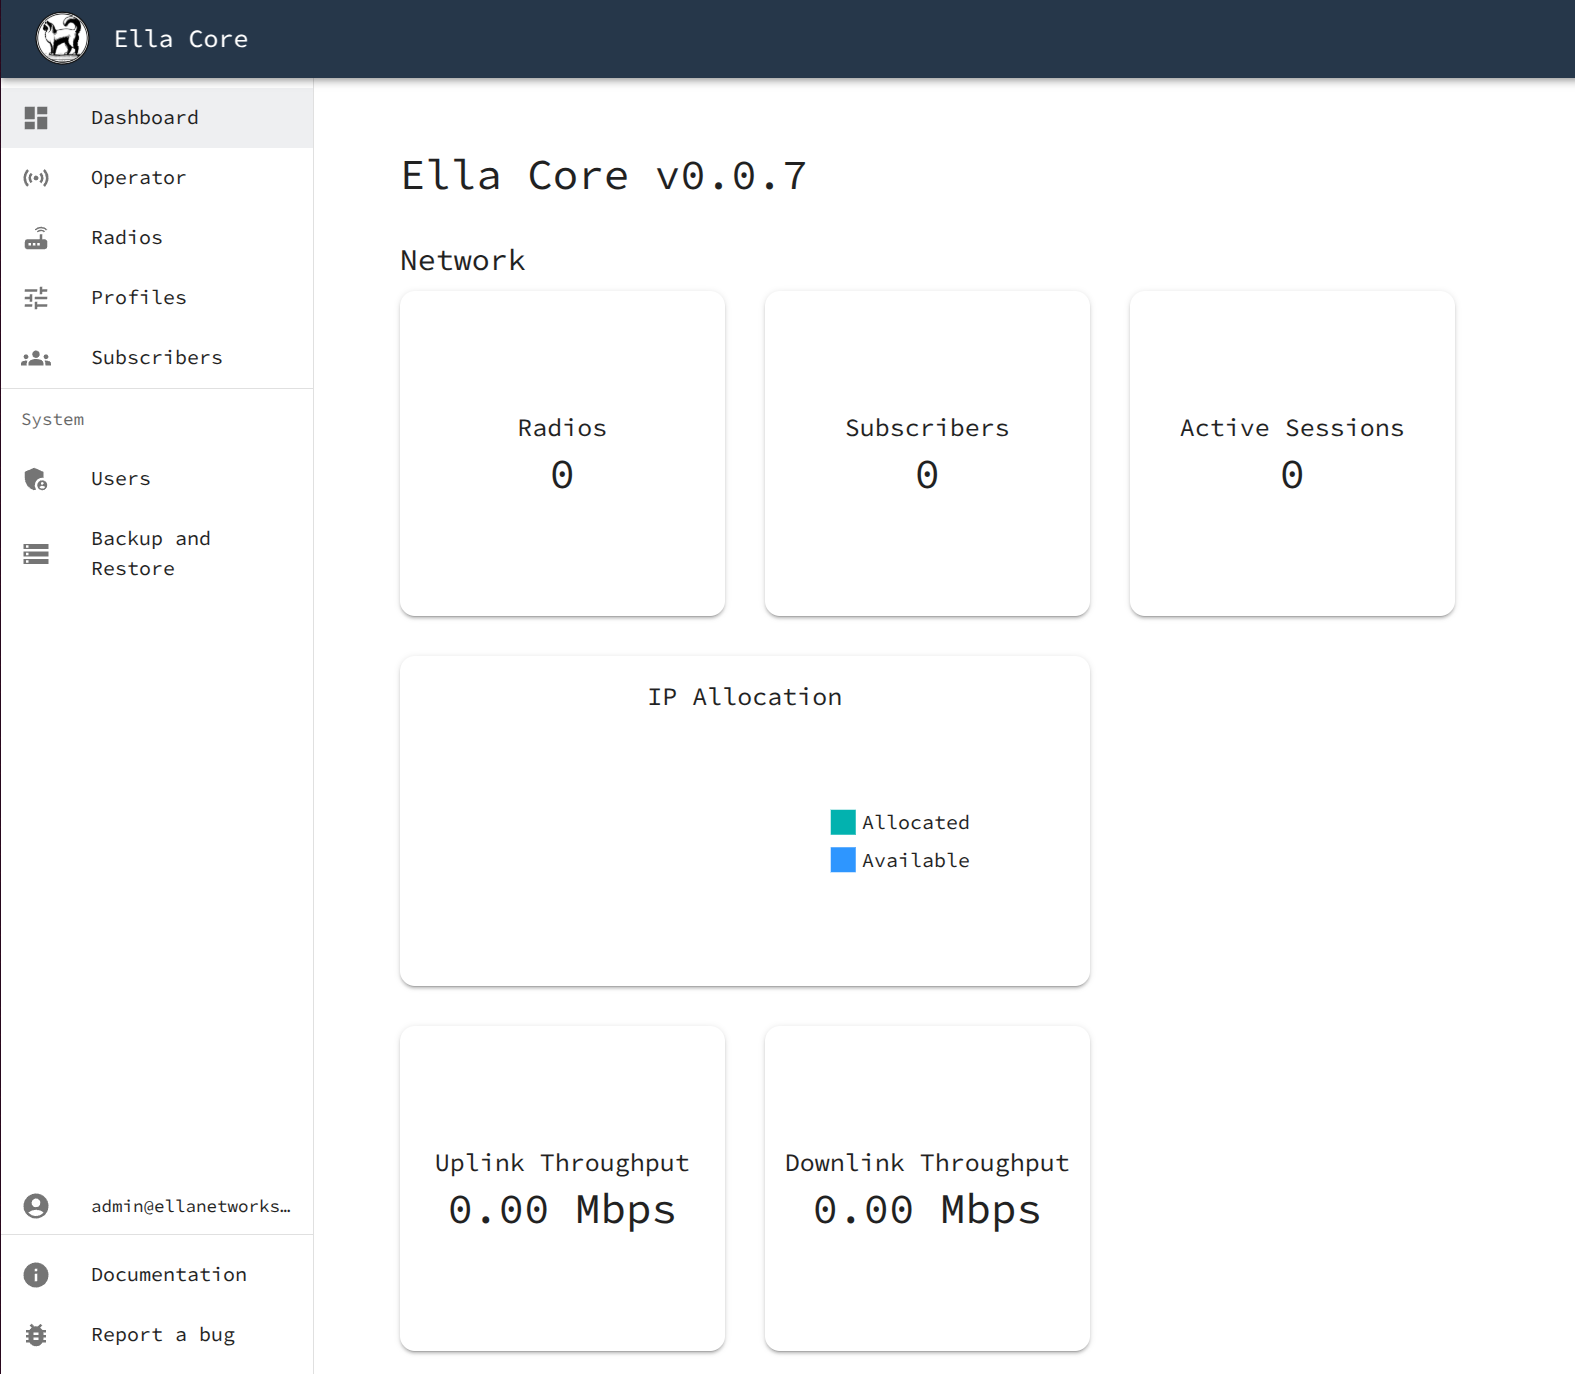 Ella Core
Dashboard
Operator
Radios
Profiles
Subscribers
System
Users
Backup and
Restore
admin@ellanetworks…
Documentation
Report a bug
Ella Core v0.0.7
Network
Radios
0
Subscribers
0
Active Sessions
0
IP Allocation
Allocated
Available
Uplink Throughput
0.00 Mbps
Downlink Throughput
0.00 Mbps